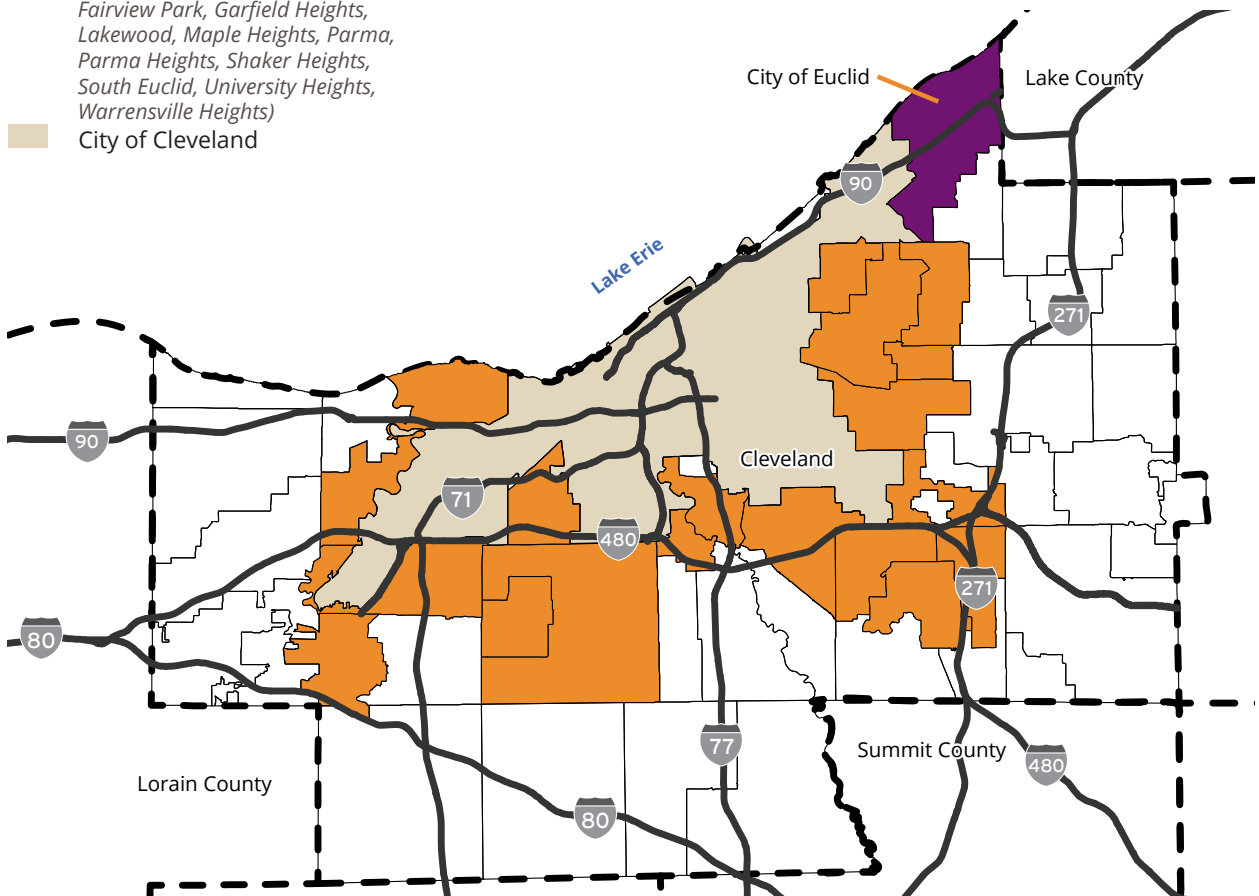 Fairview Park, Garfield Heights,
Lakewood, Maple Heights, Parma,
Parma Heights, Shaker Heights,
South Euclid, University Heights,
Warrensville Heights)
City of Cleveland
City of Euclid
Lake County
90
Lake Erie
271
90
Cleveland
71
480
271
80
77
Summit County
480
Lorain County
80